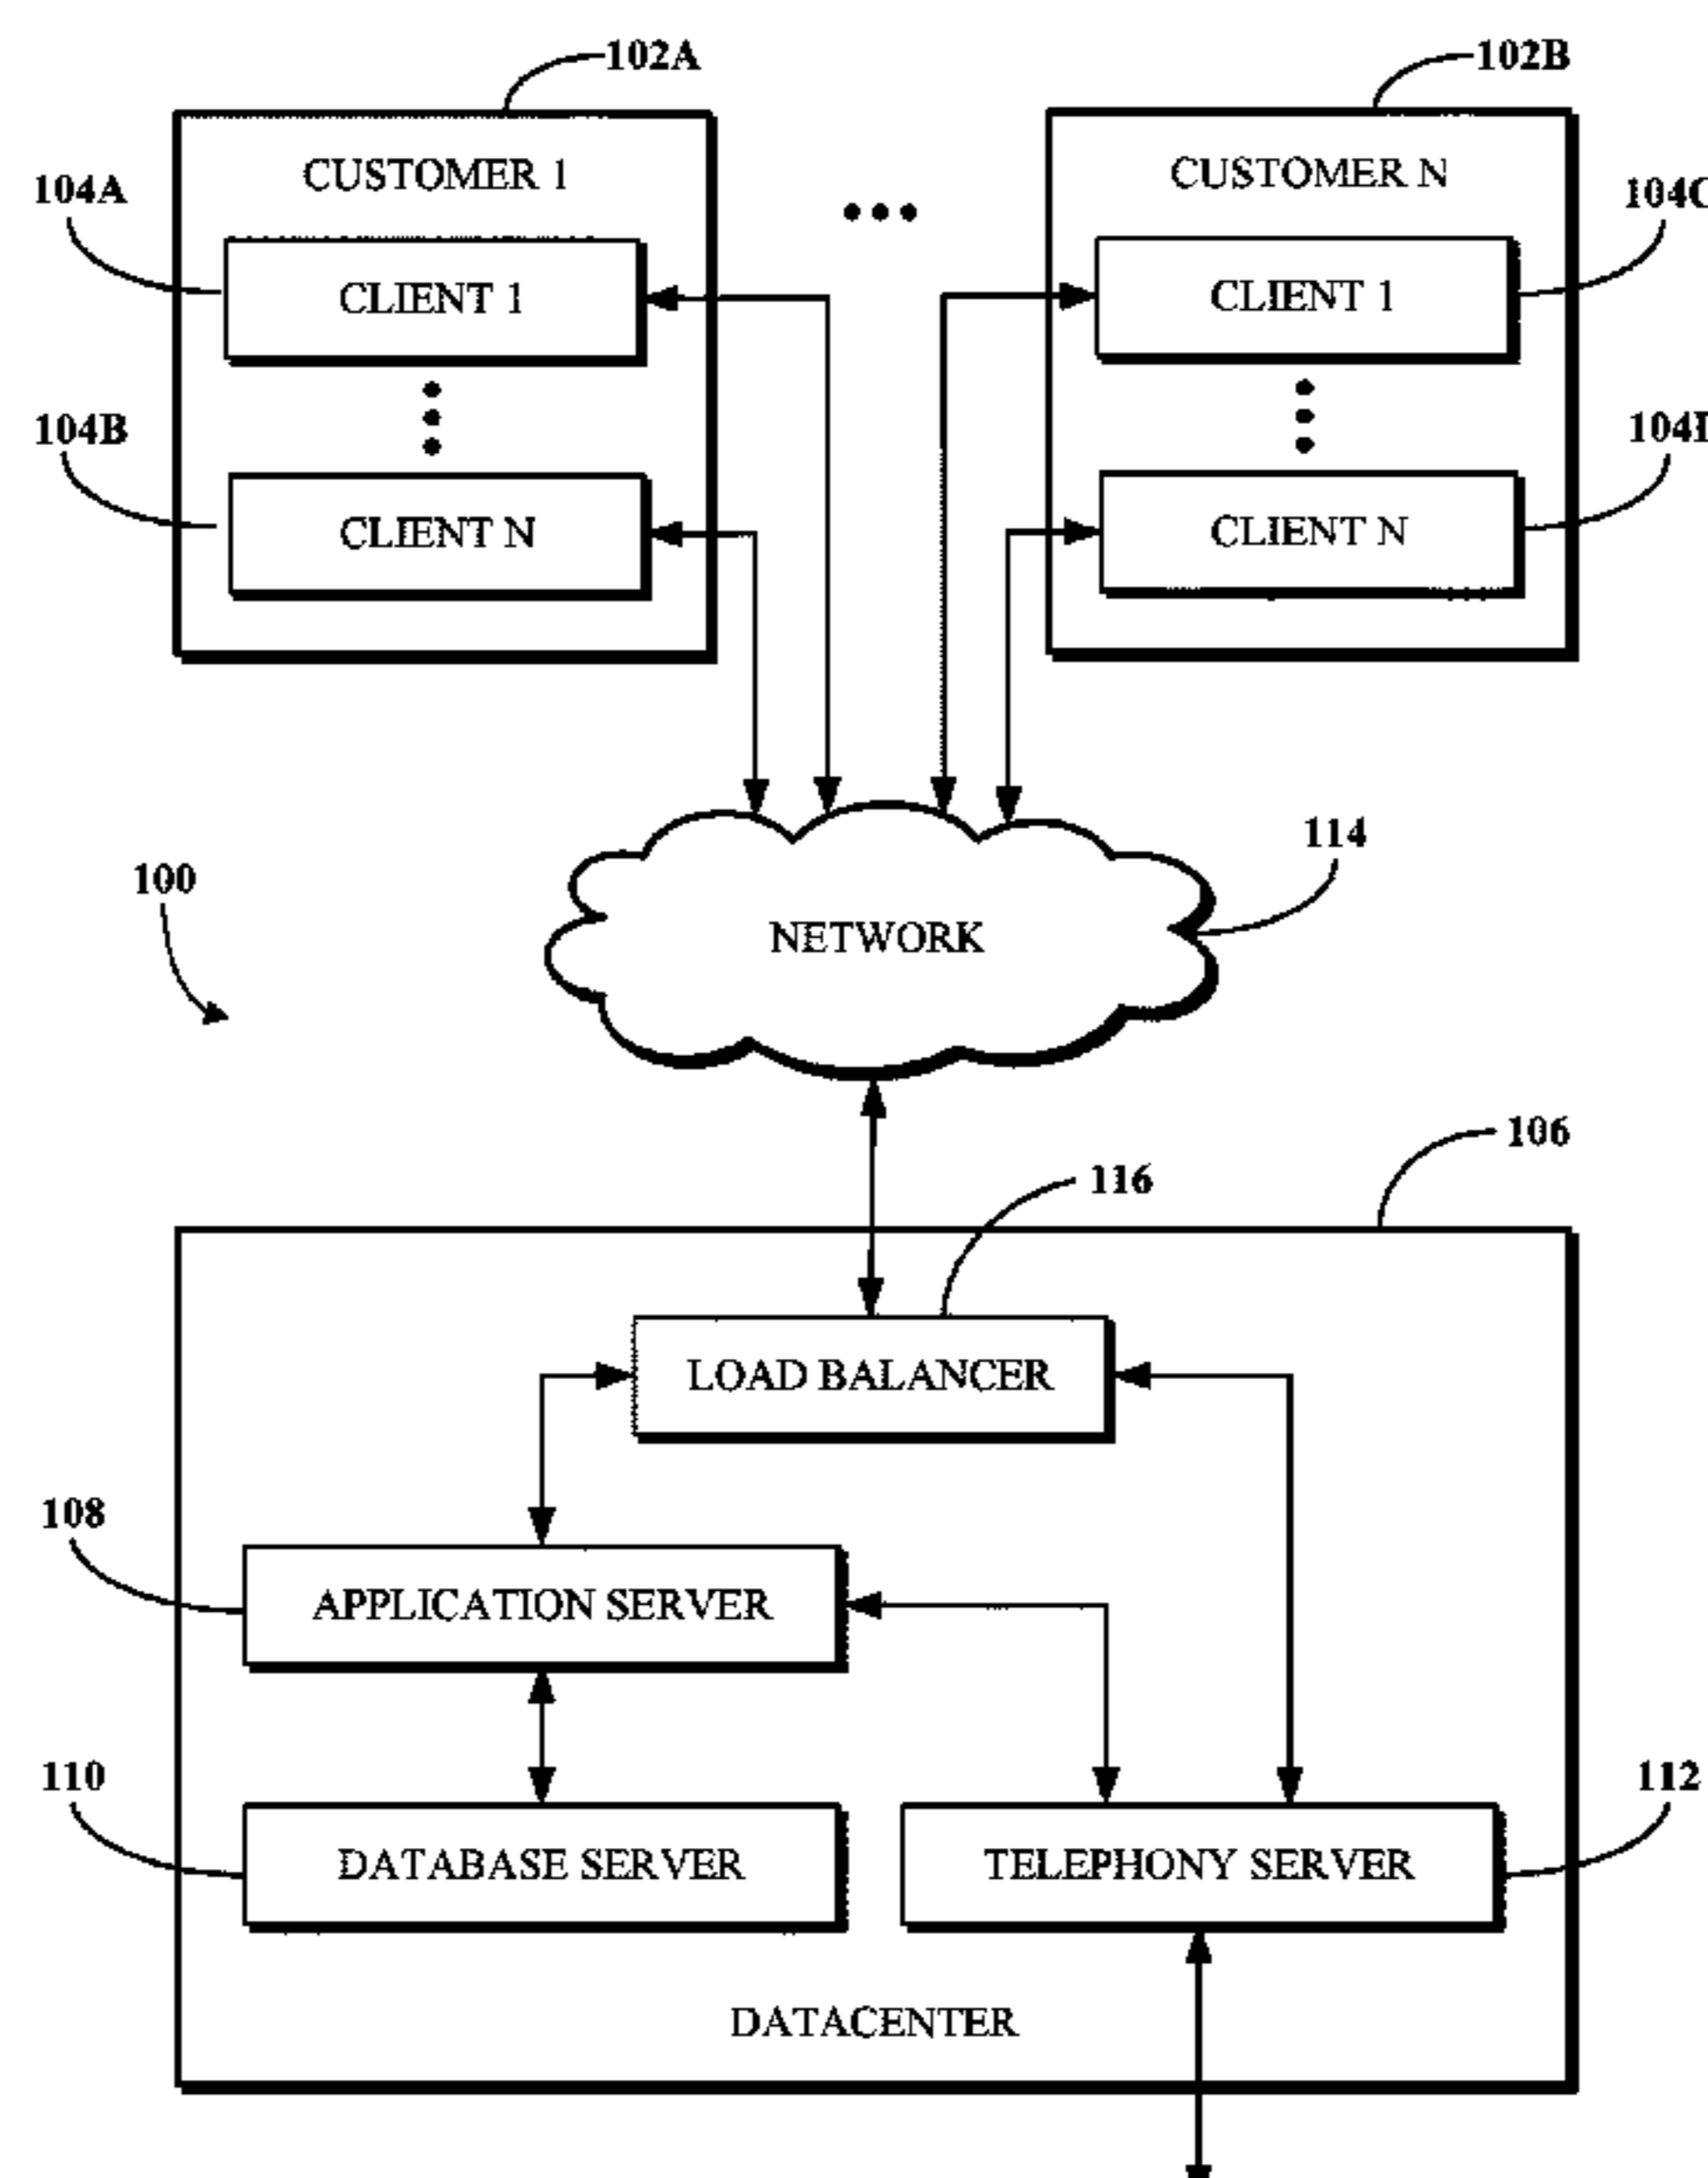 102A
102B
CUSTOMER 1
CUSTOMER N
104A
CLIENT 1
CLIENT 1
104B
CLIENT N
CLIENT N
114
100
NETWORK
106
116
LOAD BALANCER
108
APPLICATION SERVER
110
112
DATABASE SERVER
TELEPHONY SERVER
DATACENTER